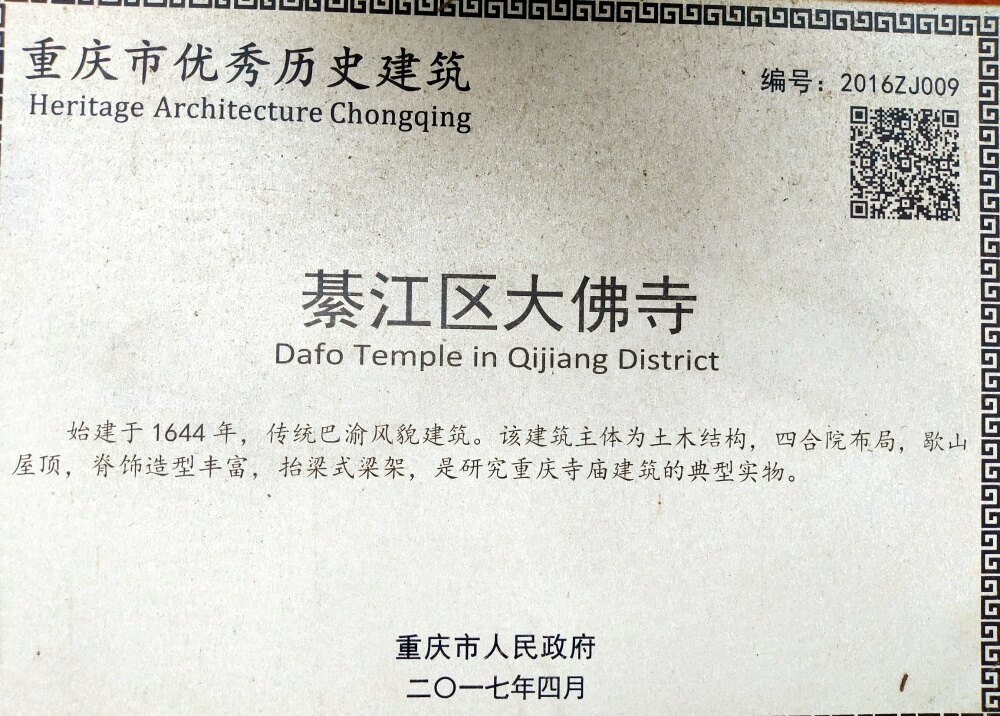 重庆市优秀历史建筑
Heritage Architecture Chongqing
编号：2016ZJ009
綦江区大佛寺
Dafo Temple in Qijiang District
始建于1644年，传统巴渝风貌建筑。该建筑主体为土木结构，四合院布局，歇山
屋顶，脊饰造型丰富，抬梁式梁架，是研究重庆寺庙建筑的典型实物。
重庆市人民政府
二〇一七年四月